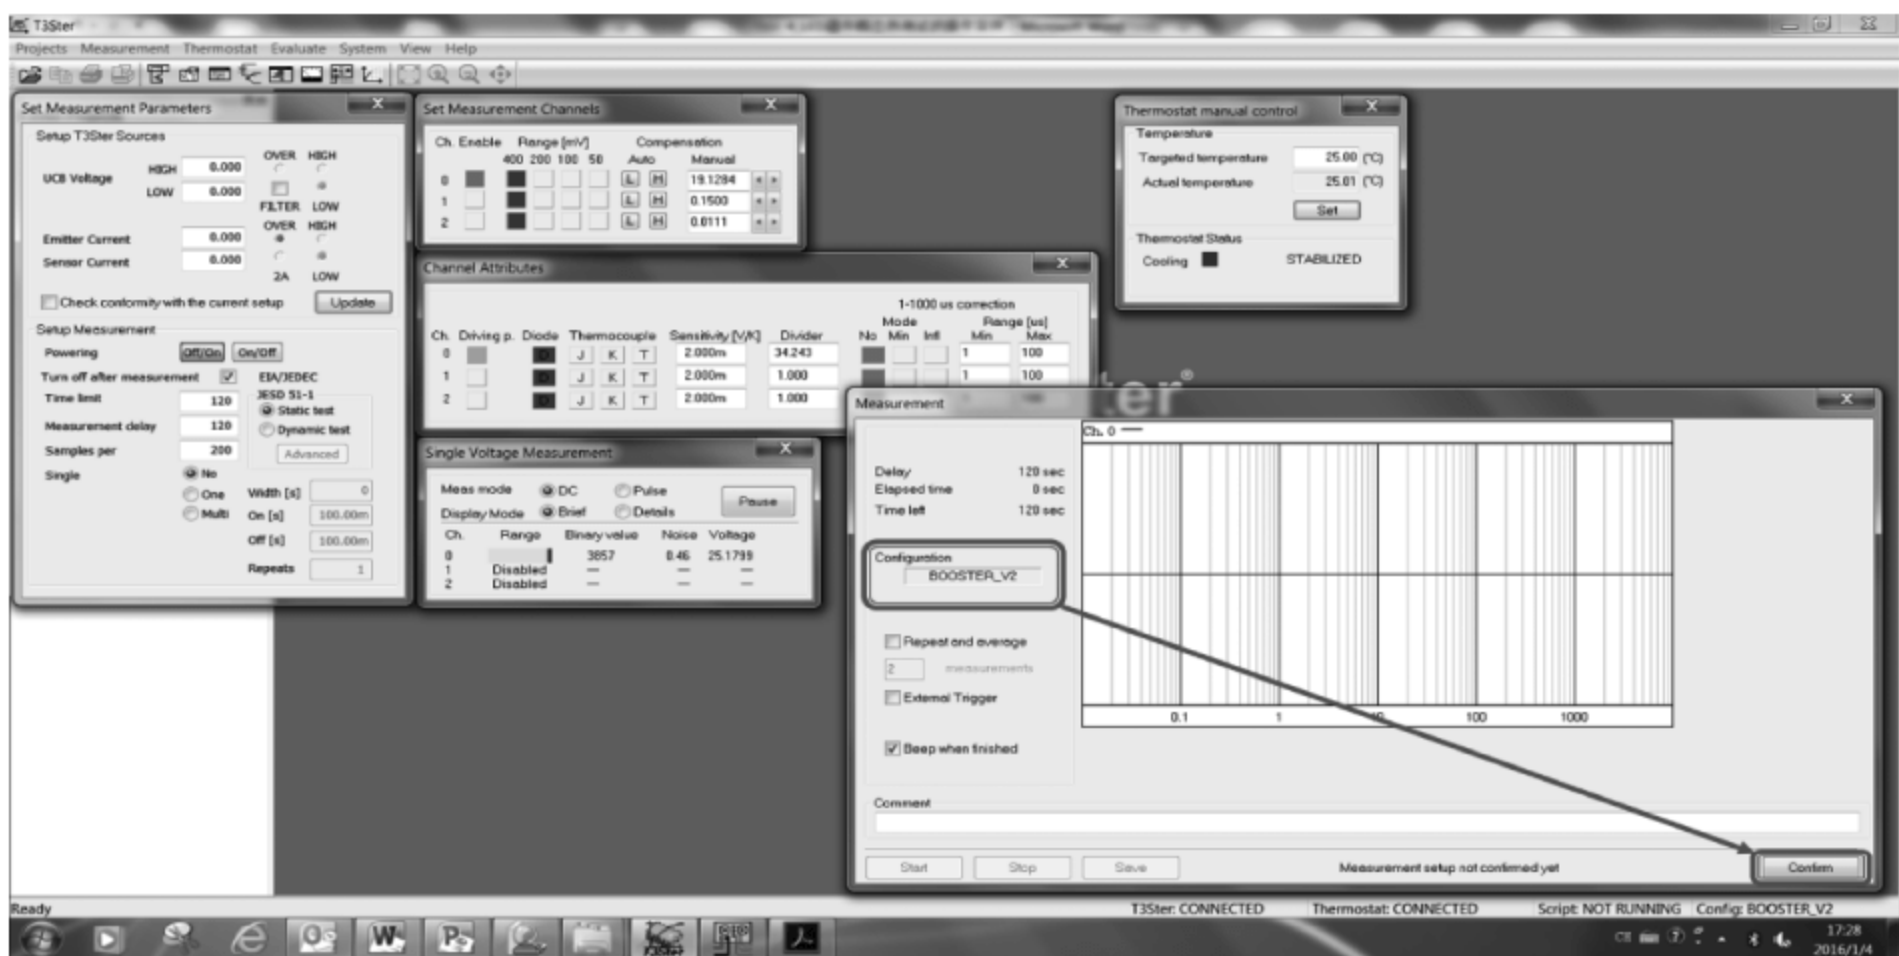 T3Ster
Projects Measurement Thermostat Evaluate System View Help
Set Measurement Parameters
Setup T3Ster Sources
OVER HIGH
UCB Voltage HIGH 0.000
LOW 0.000
FILTER LOW
OVER HIGH
Emitter Current 0.000
Sensor Current 0.000
2A LOW
Check conformity with the current setup Update
Setup Measurement
Powering Off/On On/Off
Turn off after measurement EIA/JEDEC
JESD 51-1
Time limit 120 Static test
Measurement delay 120 Dynamic test
Samples per 200 Advanced
Single No
One Width [s] 0
Multi On [s] 100.00m
Off [s] 100.00m
Repeats 1
Set Measurement Channels
Ch. Enable Range [mV] Compensation
400 200 100 50 Auto Manual
0 L H 19.1284
1 L H 0.1500
2 L H 0.0111
Channel Attributes
1-1000 us correction
Mode Range [us]
Ch. Driving p. Diode Thermocouple Sensitivity [V/K] Divider No Min Infl Min Max
0 D J K T 2.000m 34.243 1 100
1 D J K T 2.000m 1.000 1 100
2 D J K T 2.000m 1.000
Single Voltage Measurement
Meas mode DC Pulse Pause
Display Mode Brief Details
Ch. Range Binary value Noise Voltage
0 3857 0.46 25.1799
1 Disabled — — —
2 Disabled — — —
Thermostat manual control
Temperature
Targeted temperature 25.00 (°C)
Actual temperature 25.01 (°C)
Set
Thermostat Status
Cooling STABILIZED
ter®
Measurement
Ch. 0
Delay 120 sec
Elapsed time 0 sec
Time left 120 sec
Configuration
BOOSTER_V2
Repeat and average
2 measurements
External Trigger
Beep when finished
0.1 1 10 100 1000
Comment
Start Stop Save Measurement setup not confirmed yet Confirm
Ready T3Ster: CONNECTED Thermostat: CONNECTED Script: NOT RUNNING Config: BOOSTER_V2
CH 17:28
2016/1/4